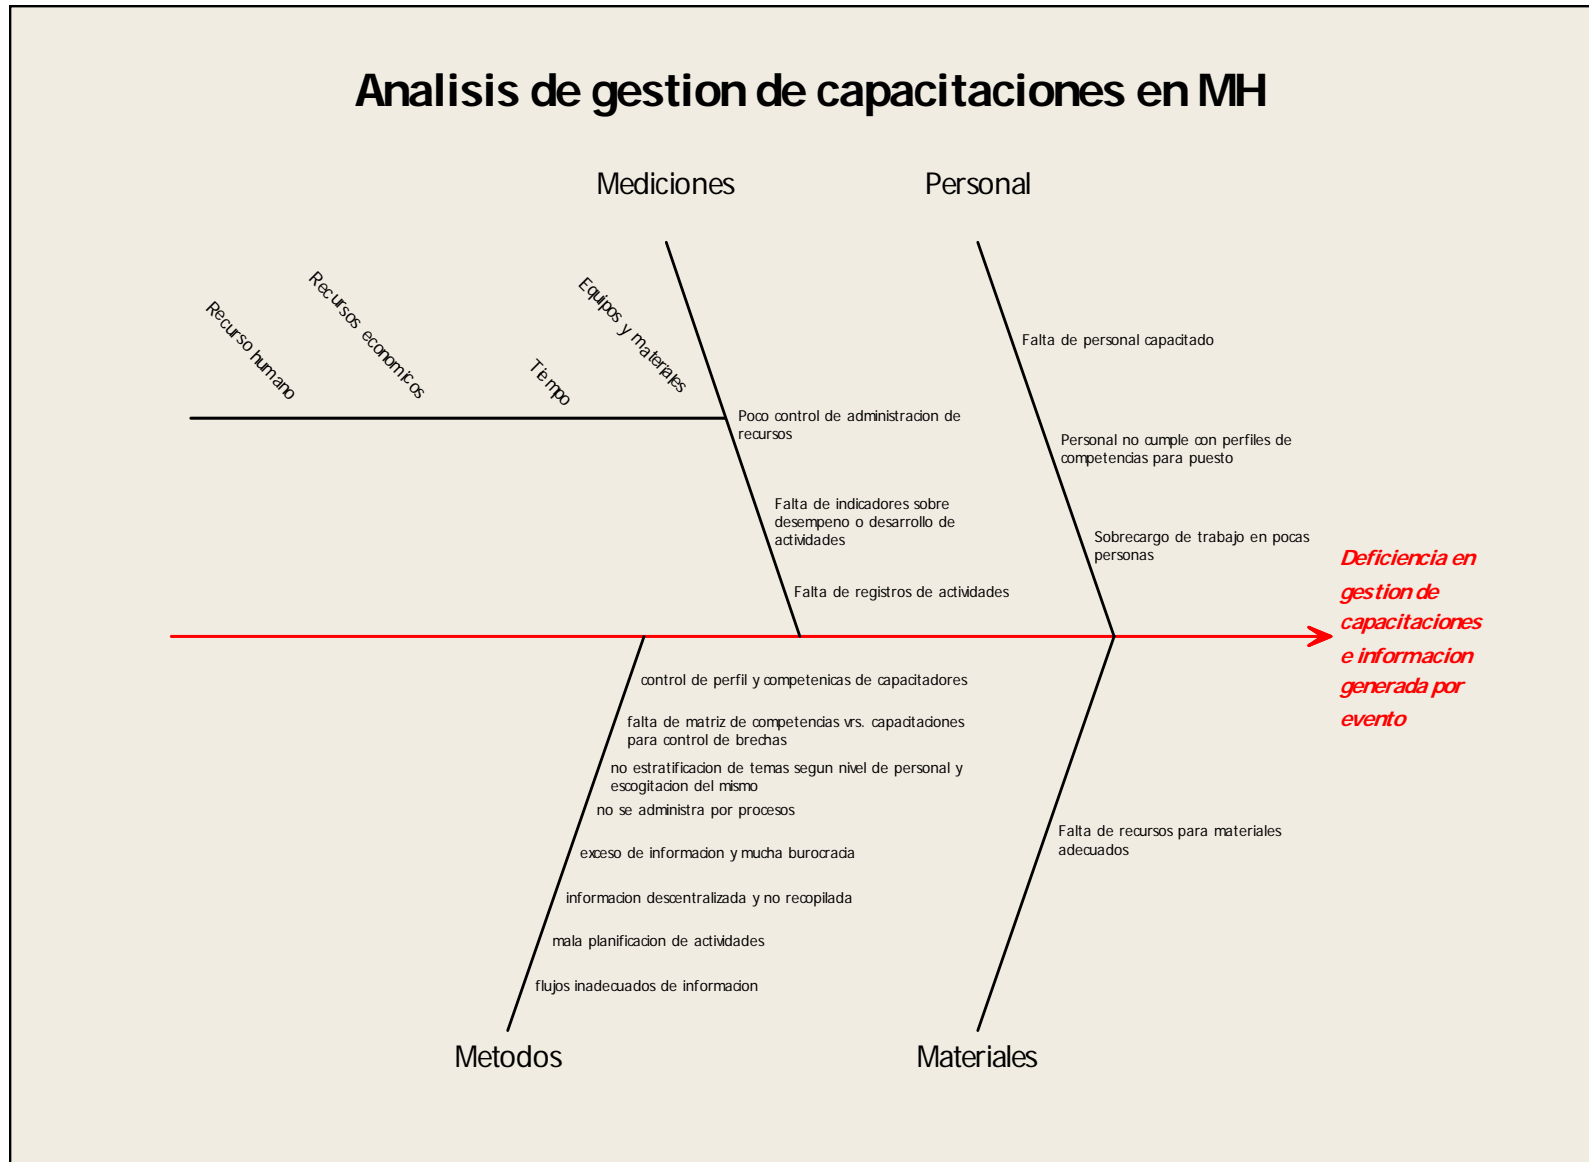 Analisis de gestion de capacitaciones en MH
Mediciones
Personal
Recurso humano
Recursos economicos
Tiempo
Equipos y materiales
Poco control de administracion de
recursos
Falta de indicadores sobre
desempeno o desarrollo de
actividades
Falta de registros de actividades
Falta de personal capacitado
Personal no cumple con perfiles de
competencias para puesto
Sobrecargo de trabajo en pocas
personas
Deficiencia en
gestion de
capacitaciones
e informacion
generada por
evento
control de perfil y competenicas de capacitadores
falta de matriz de competencias vrs. capacitaciones
para control de brechas
no estratificacion de temas segun nivel de personal y
escogitacion del mismo
no se administra por procesos
exceso de informacion y mucha burocracia
informacion descentralizada y no recopilada
mala planificacion de actividades
flujos inadecuados de informacion
Falta de recursos para materiales
adecuados
Metodos
Materiales